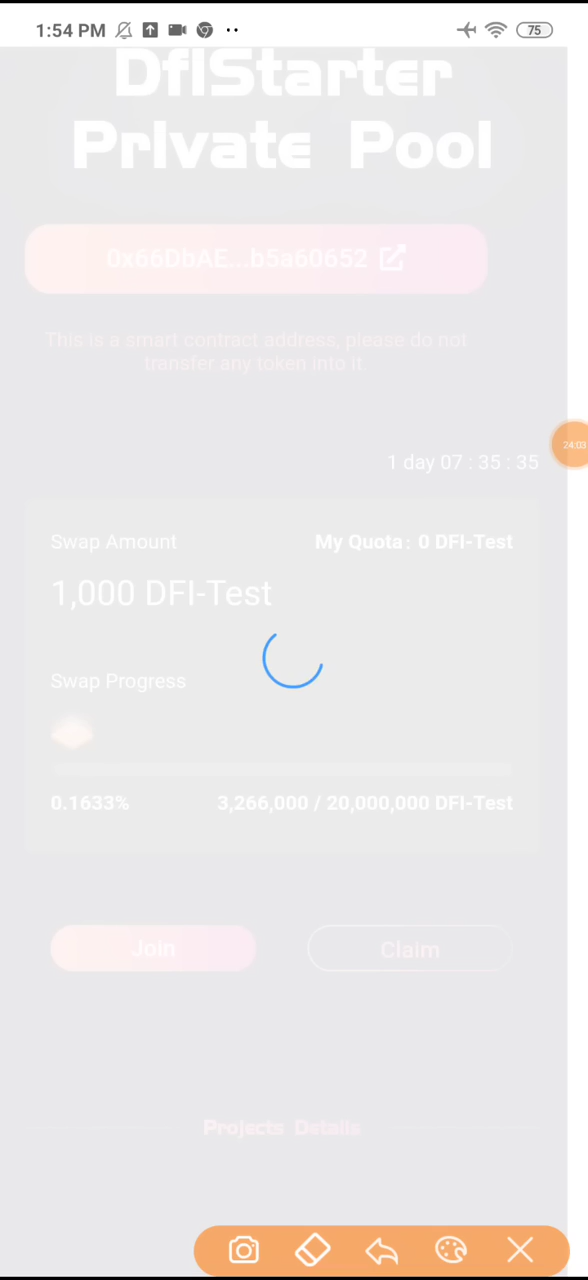 1:54 PM
75
DfiStarter
Private Pool
0x66DbAE...b5a60652
This is a smart contract address, please do not
transfer any token into it.
24:03
1 day 07 : 35 : 35
Swap Amount
My Quota: 0 DFI-Test
1,000 DFI-Test
Swap Progress
0.1633%
3,266,000 / 20,000,000 DFI-Test
Join
Claim
Projects Details